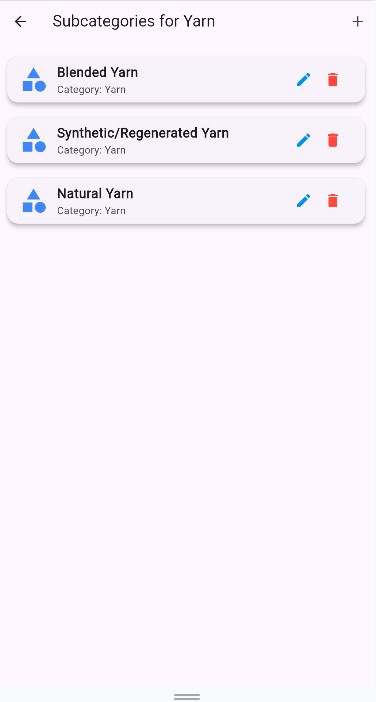 Subcategories for Yarn
Blended Yarn
Category: Yarn
Synthetic/Regenerated Yarn
Category: Yarn
Natural Yarn
Category: Yarn